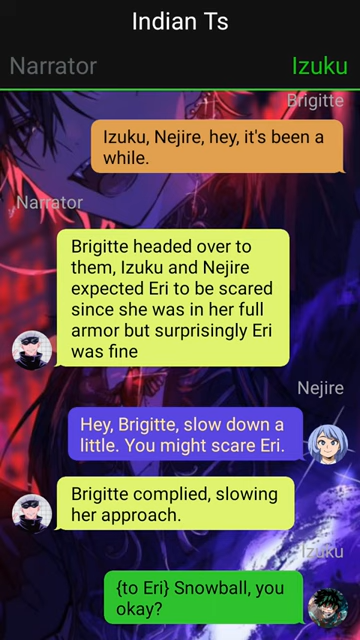 Indian Ts
Narrator
Izuku
Brigitte
Izuku, Nejire, hey, it's been a
while.
Narrator
Brigitte headed over to
them, Izuku and Nejire
expected Eri to be scared
since she was in her full
armor but surprisingly Eri
was fine
Nejire
Hey, Brigitte, slow down a
little. You might scare Eri.
Brigitte complied, slowing
her approach.
Izuku
{to Eri} Snowball, you
okay?